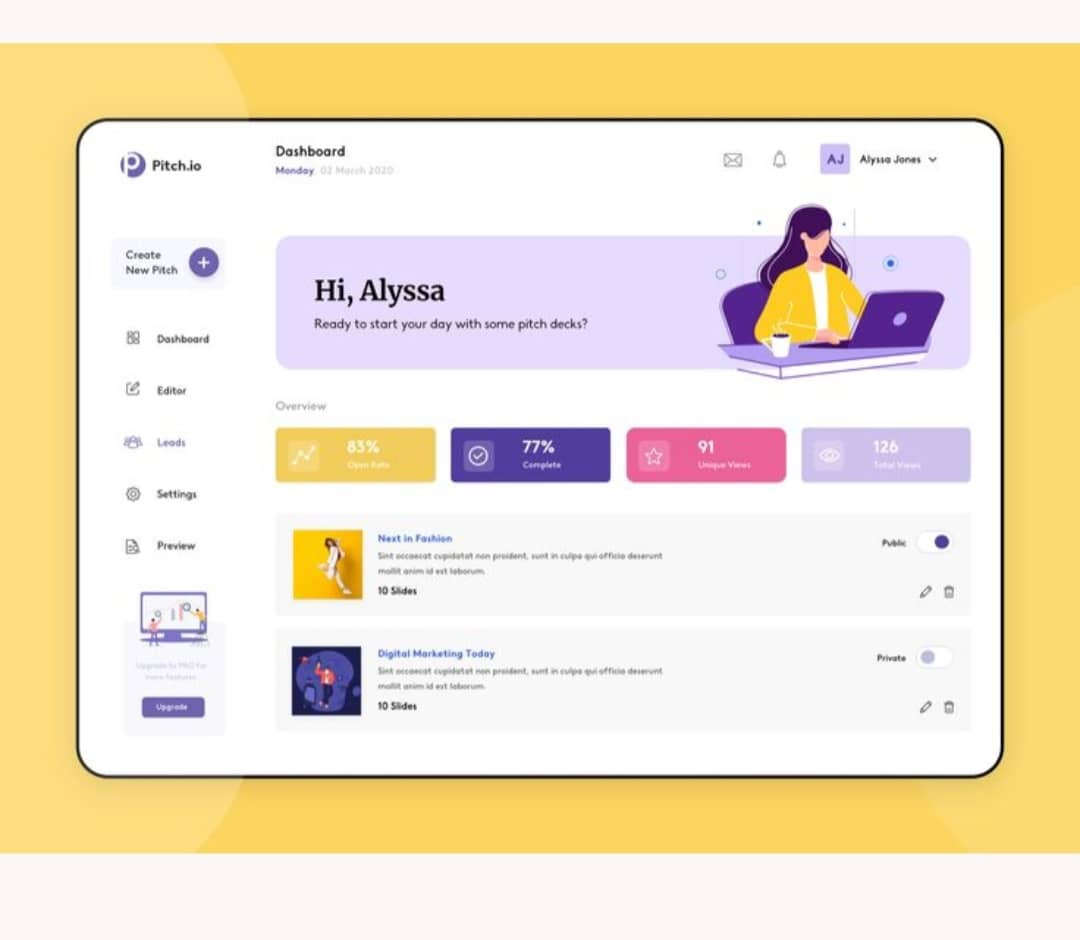 Pitch.io
Dashboard
Monday, 02 March 2020
AJ
Alyssa Jones
Create
New Pitch
Dashboard
Editor
Leads
Settings
Preview
Upgrade to PRO for
more features
Upgrade
Hi, Alyssa
Ready to start your day with some pitch decks?
Overview
83%
Open Rate
77%
Complete
91
Unique Views
126
Total Views
Next in Fashion
Sint occaecat cupidatat non proident, sunt in culpa qui officia deserunt
mollit anim id est laborum.
10 Slides
Public
Digital Marketing Today
Sint occaecat cupidatat non proident, sunt in culpa qui officia deserunt
mollit anim id est laborum.
10 Slides
Private